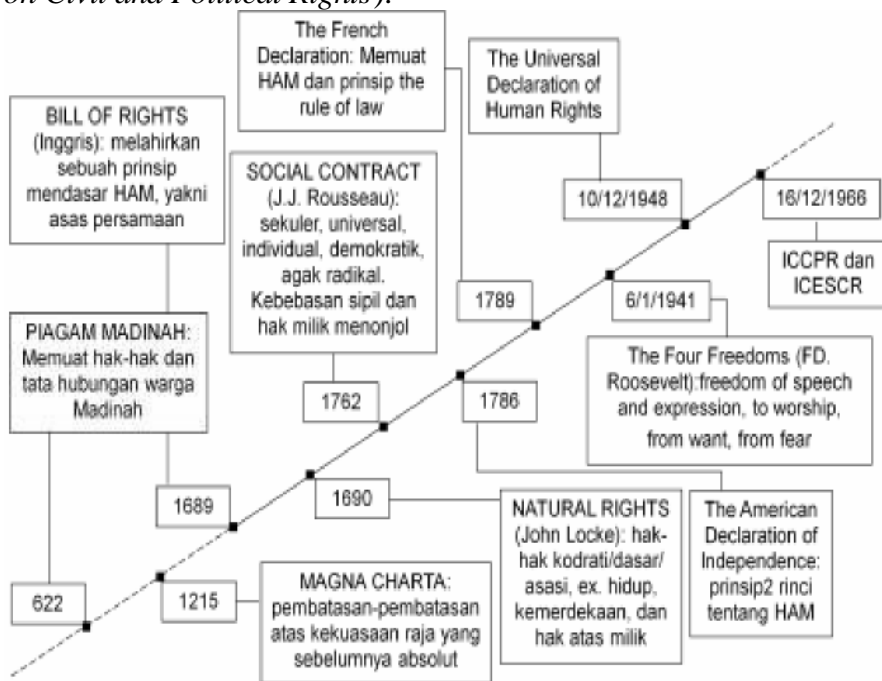 on Civil and Political Rights).
The French
Declaration: Memuat
HAM dan prinsip the
rule of law
The Universal
Declaration of
Human Rights
BILL OF RIGHTS
(Inggris): melahirkan
sebuah prinsip
mendasar HAM, yakni
asas persamaan
SOCIAL CONTRACT
(J.J. Rousseau):
sekuler, universal,
individual, demokratik,
agak radikal.
Kebebasan sipil dan
hak milik menonjol
10/12/1948
16/12/1966
ICCPR dan
ICESCR
1789
6/1/1941
PIAGAM MADINAH:
Memuat hak-hak dan
tata hubungan warga
Madinah
The Four Freedoms (FD.
Roosevelt):freedom of speech
and expression, to worship,
from want, from fear
1762
1786
1689
1690
NATURAL RIGHTS
(John Locke): hak-
hak kodrati/dasar/
asasi, ex. hidup,
kemerdekaan, dan
hak atas milik
The American
Declaration of
Independence:
prinsip2 rinci
tentang HAM
622
1215
MAGNA CHARTA:
pembatasan-pembatasan
atas kekuasaan raja yang
sebelumnya absolut